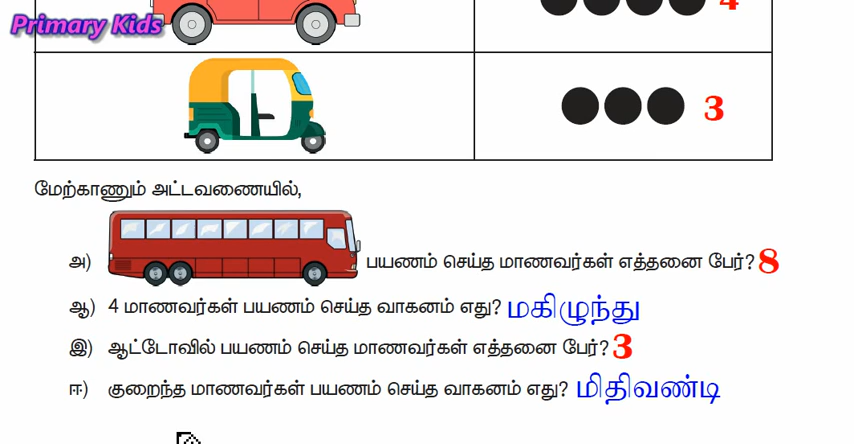 Primary Kids
4
3
மேற்காணும் அட்டவணையில்,
அ) பயணம் செய்த மாணவர்கள் எத்தனை பேர்? 8
ஆ) 4 மாணவர்கள் பயணம் செய்த வாகனம் எது? மகிழுந்து
இ) ஆட்டோவில் பயணம் செய்த மாணவர்கள் எத்தனை பேர்? 3
ஈ) குறைந்த மாணவர்கள் பயணம் செய்த வாகனம் எது? மிதிவண்டி